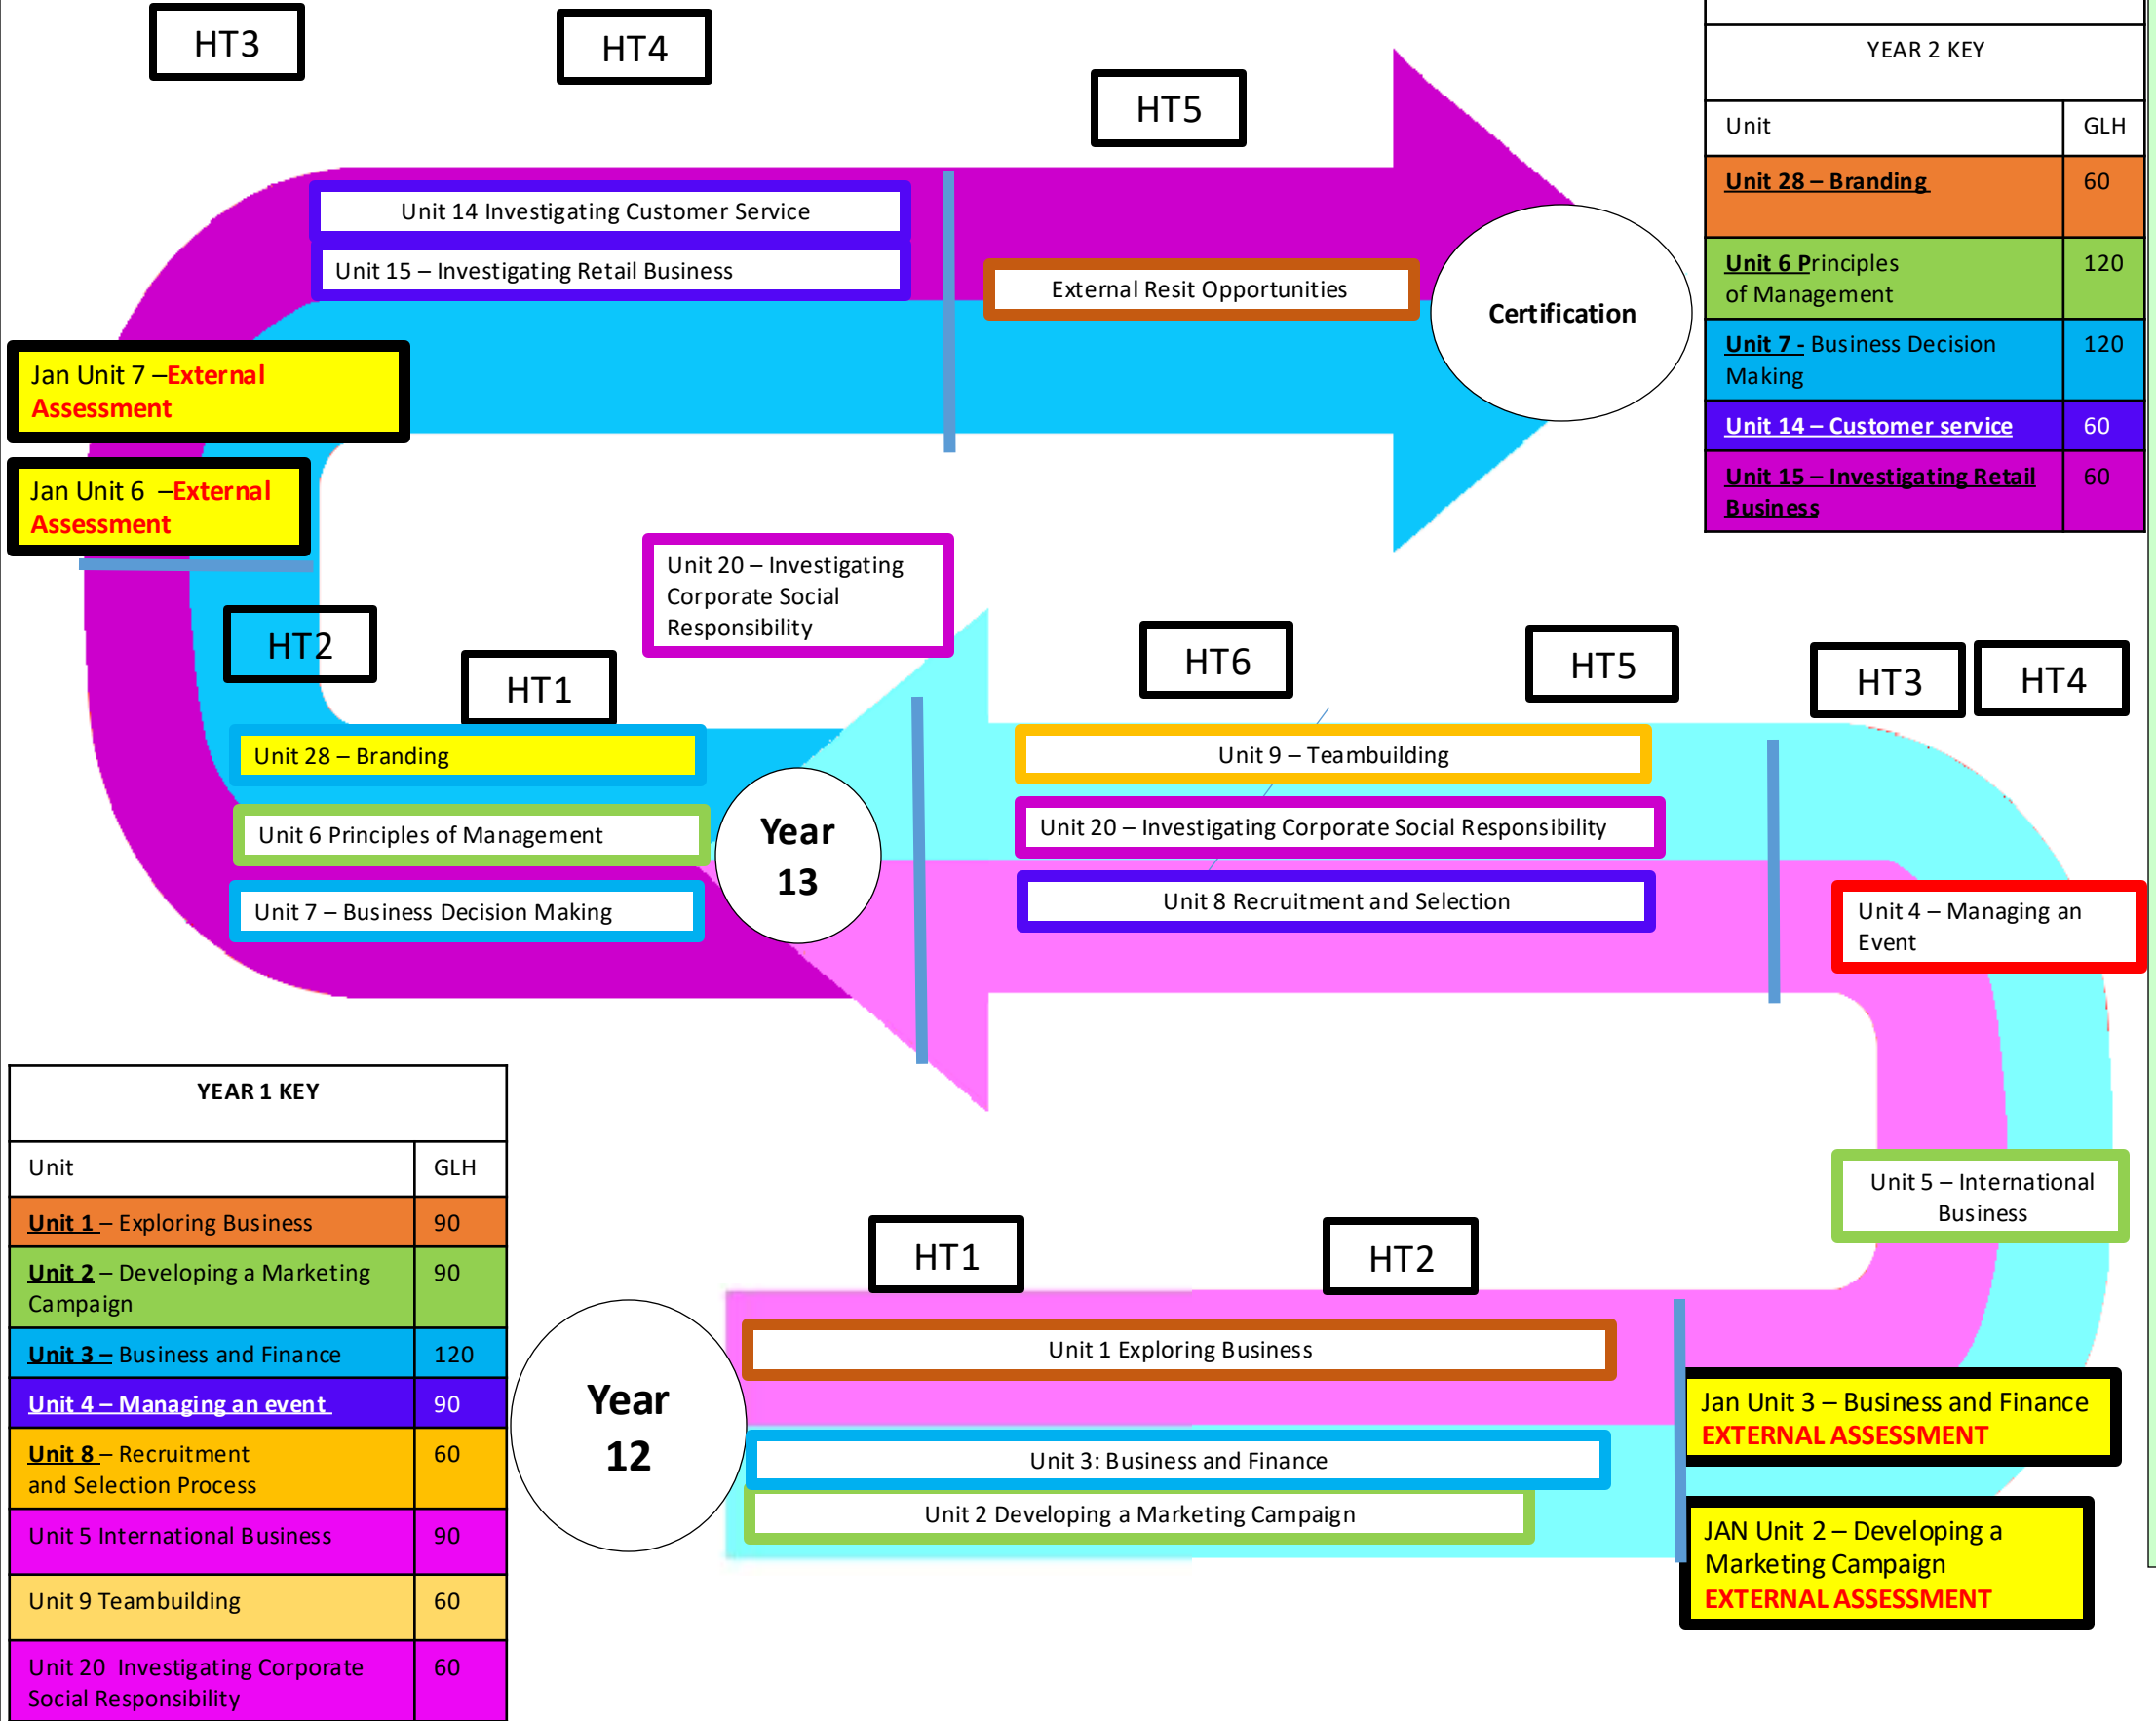 HT3
HT4
HT5
YEAR 2 KEY
Unit GLH
Unit 28 – Branding 60
Unit 6 Principles 120
of Management
Unit 7 - Business Decision 120
Making
Unit 14 – Customer service 60
Unit 15 – Investigating Retail 60
Business
Unit 14 Investigating Customer Service
Unit 15 – Investigating Retail Business
External Resit Opportunities
Certification
Jan Unit 7 –External
Assessment
Jan Unit 6 –External
Assessment
Unit 20 – Investigating
Corporate Social
Responsibility
HT2
HT1
HT6
HT5
HT3
HT4
Unit 28 – Branding
Unit 6 Principles of Management
Unit 7 – Business Decision Making
Year
13
Unit 9 – Teambuilding
Unit 20 – Investigating Corporate Social Responsibility
Unit 8 Recruitment and Selection
Unit 4 – Managing an
Event
Unit 5 – International
Business
YEAR 1 KEY
Unit GLH
Unit 1 – Exploring Business 90
Unit 2 – Developing a Marketing 90
Campaign
Unit 3 – Business and Finance 120
Unit 4 – Managing an event 90
Unit 8 – Recruitment 60
and Selection Process
Unit 5 International Business 90
Unit 9 Teambuilding 60
Unit 20 Investigating Corporate 60
Social Responsibility
HT1
HT2
Year
12
Unit 1 Exploring Business
Unit 3: Business and Finance
Unit 2 Developing a Marketing Campaign
Jan Unit 3 – Business and Finance
EXTERNAL ASSESSMENT
JAN Unit 2 – Developing a
Marketing Campaign
EXTERNAL ASSESSMENT